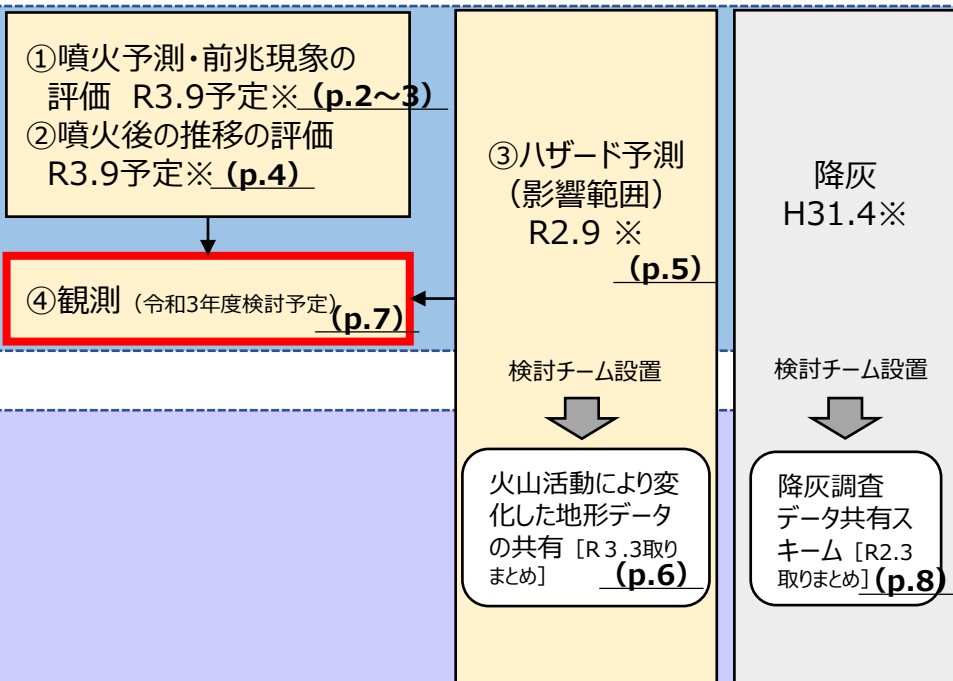 ①噴火予測・前兆現象の
評価 R3.9予定※ (p.2～3)
②噴火後の推移の評価
R3.9予定※ (p.4)
④観測（令和3年度検討予定）
(p.7)
③ハザード予測
（影響範囲）
R2.9 ※
(p.5)
検討チーム設置
火山活動により変
化した地形データ
の共有 [R３.3取り
まとめ] (p.6)
降灰
H31.4※
検討チーム設置
降灰調査
データ共有ス
キーム [R2.3
取りまとめ] (p.8)